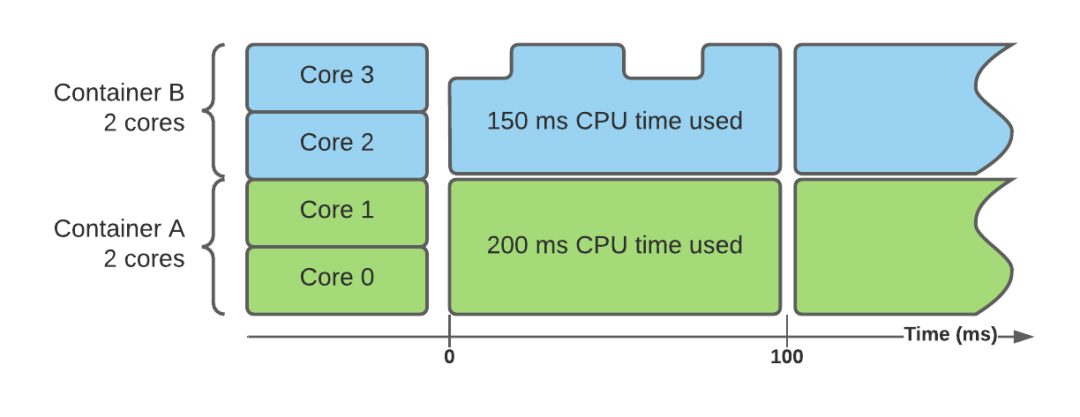 Container B
2 cores
Core 3
Core 2
150 ms CPU time used
Container A
2 cores
Core 1
Core 0
200 ms CPU time used
Time (ms)
0
100